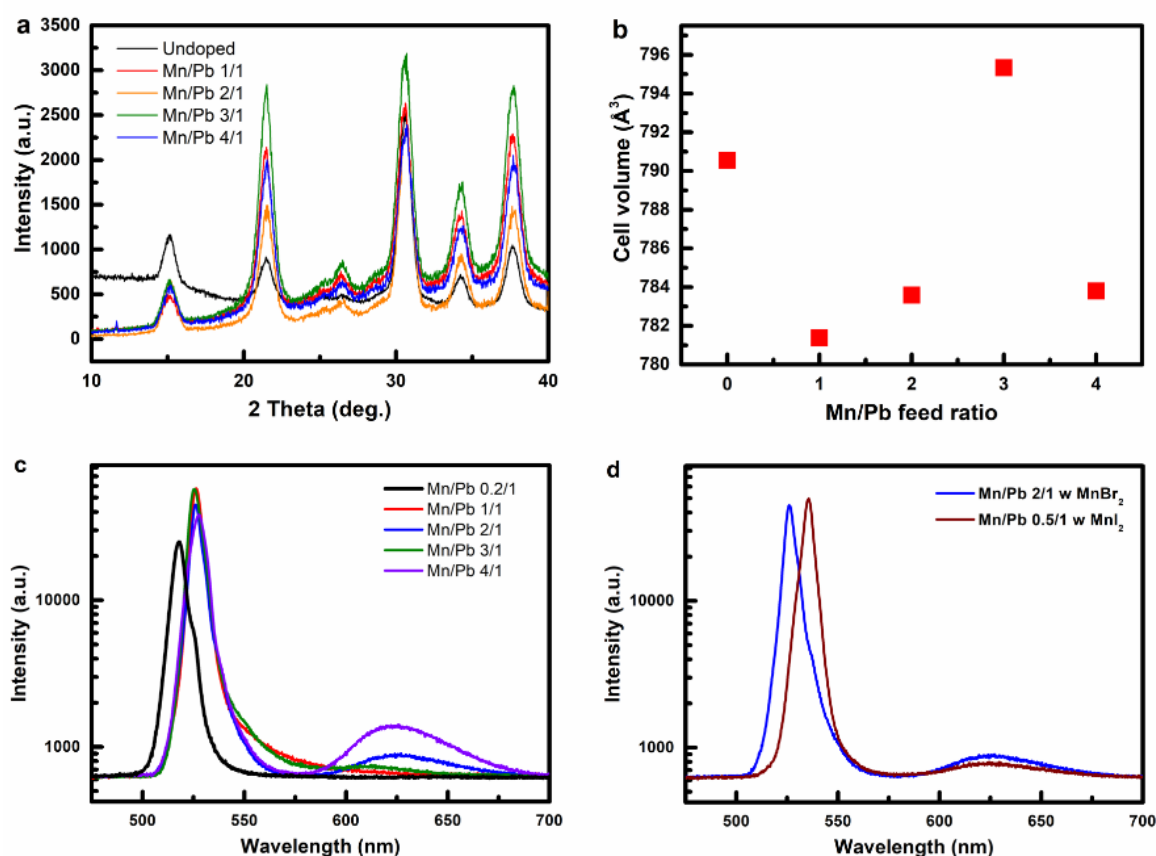 a
3500
3000
2500
2000
1500
1000
500
0
Intensity (a.u.)
Undoped
Mn/Pb 1/1
Mn/Pb 2/1
Mn/Pb 3/1
Mn/Pb 4/1
10 20 30 40
2 Theta (deg.)
b
796
794
792
790
788
786
784
782
780
Cell volume (Å³)
0 1 2 3 4
Mn/Pb feed ratio
c
10000
1000
Intensity (a.u.)
Mn/Pb 0.2/1
Mn/Pb 1/1
Mn/Pb 2/1
Mn/Pb 3/1
Mn/Pb 4/1
500 550 600 650 700
Wavelength (nm)
d
10000
1000
Intensity (a.u.)
Mn/Pb 2/1 w MnBr₂
Mn/Pb 0.5/1 w MnI₂
500 550 600 650 700
Wavelength (nm)